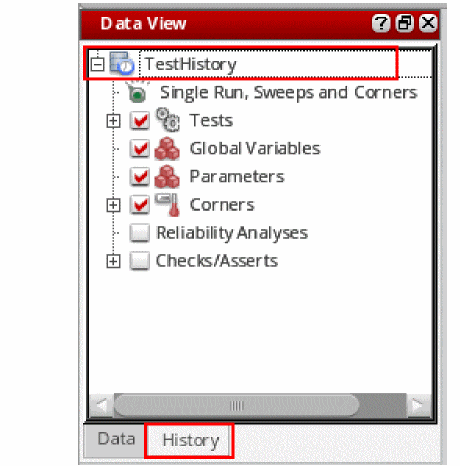 Data View
TestHistory
Single Run, Sweeps and Corners
Tests
Global Variables
Parameters
Corners
Reliability Analyses
Checks/Asserts
Data History